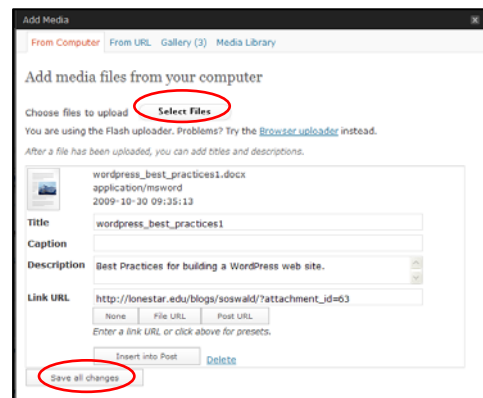 Add Media
From Computer From URL Gallery (3) Media Library
Add media files from your computer
Choose files to upload Select Files
You are using the Flash uploader. Problems? Try the Browser uploader instead.
After a file has been uploaded, you can add titles and descriptions.
wordpress_best_practices1.docx
application/msword
2009-10-30 09:35:13
Title wordpress_best_practices1
Caption
Description Best Practices for building a WordPress web site.
Link URL http://lonestar.edu/blogs/soswald/?attachment_id=63
None File URL Post URL
Enter a link URL or click above for presets.
Insert into Post Delete
Save all changes